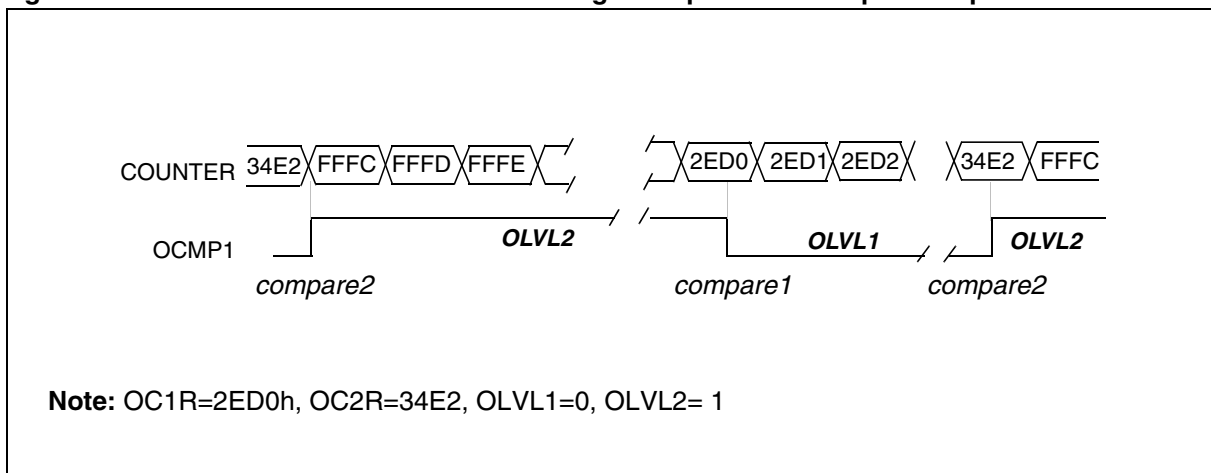 COUNTER 34E2 FFFC FFFD FFFE 2ED0 2ED1 2ED2 34E2 FFFC
OCMP1 OLVL2 OLVL1 OLVL2
compare2 compare1 compare2
Note: OC1R=2ED0h, OC2R=34E2, OLVL1=0, OLVL2= 1